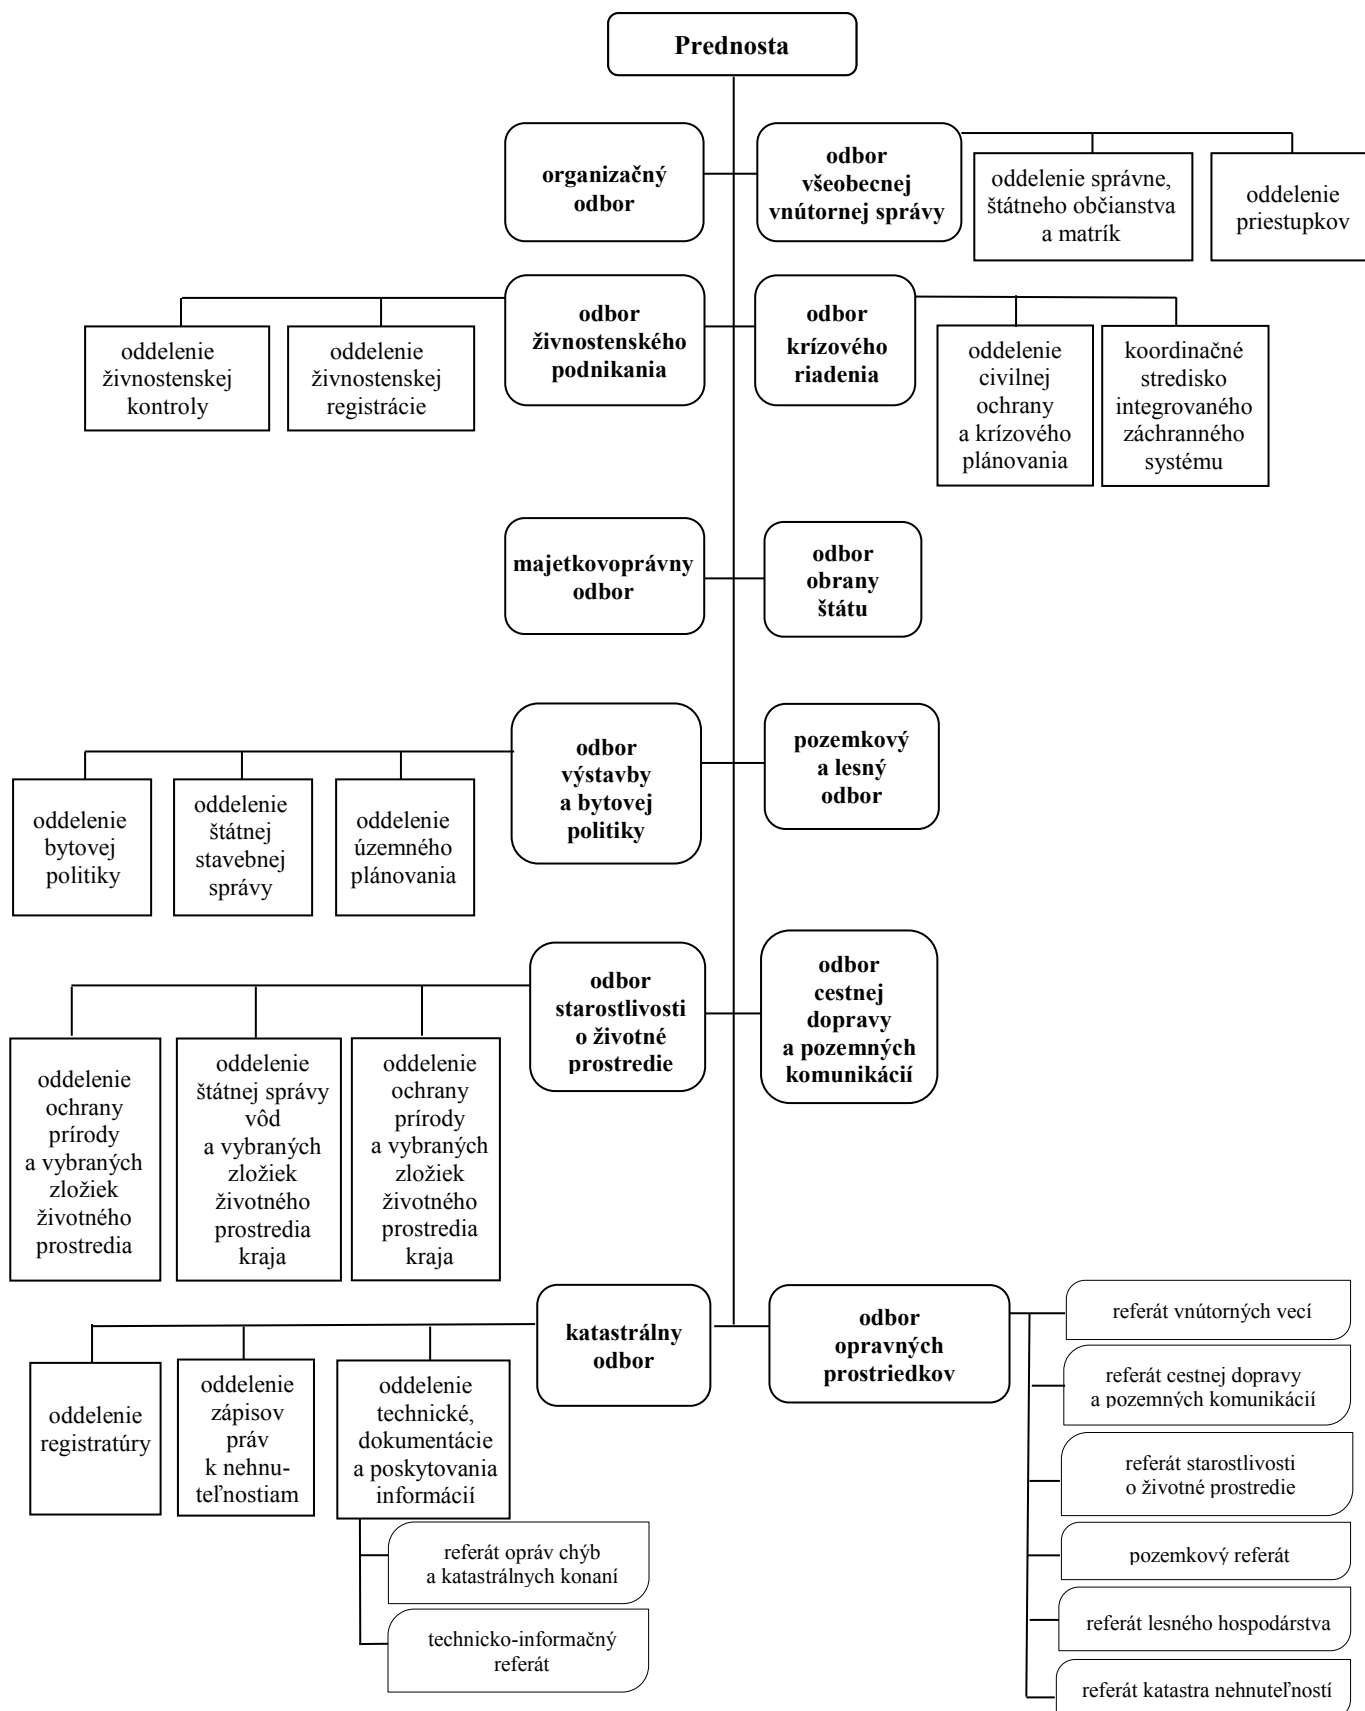 Prednosta
organizačný
odbor
odbor
všeobecnej
vnútornej správy
oddelenie správne,
štátneho občianstva
a matrík
oddelenie
priestupkov
oddelenie
živnostenskej
kontroly
oddelenie
živnostenskej
registrácie
odbor
živnostenského
podnikania
odbor
krízového
riadenia
oddelenie
civilnej
ochrany
a krízového
plánovania
koordinačné
stredisko
integrovaného
záchranného
systému
majetkovoprávny
odbor
odbor
obrany
štátu
oddelenie
bytovej
politiky
oddelenie
štátnej
stavebnej
správy
oddelenie
územného
plánovania
odbor
výstavby
a bytovej
politiky
pozemkový
a lesný
odbor
odbor
starostlivosti
o životné
prostredie
odbor
cestnej
dopravy
a pozemných
komunikácií
oddelenie
ochrany
prírody
a vybraných
zložiek
životného
prostredia
oddelenie
štátnej správy
vôd
a vybraných
zložiek
životného
prostredia
kraja
oddelenie
ochrany
prírody
a vybraných
zložiek
životného
prostredia
kraja
katastrálny
odbor
odbor
opravných
prostriedkov
oddelenie
registratúry
oddelenie
zápisov
práv
k nehnu-
teľnostiam
oddelenie
technické,
dokumentácie
a poskytovania
informácií
referát opráv chýb
a katastrálnych konaní
technicko-informačný
referát
referát vnútorných vecí
referát cestnej dopravy
a pozemných komunikácií
referát starostlivosti
o životné prostredie
pozemkový referát
referát lesného hospodárstva
referát katastra nehnuteľností